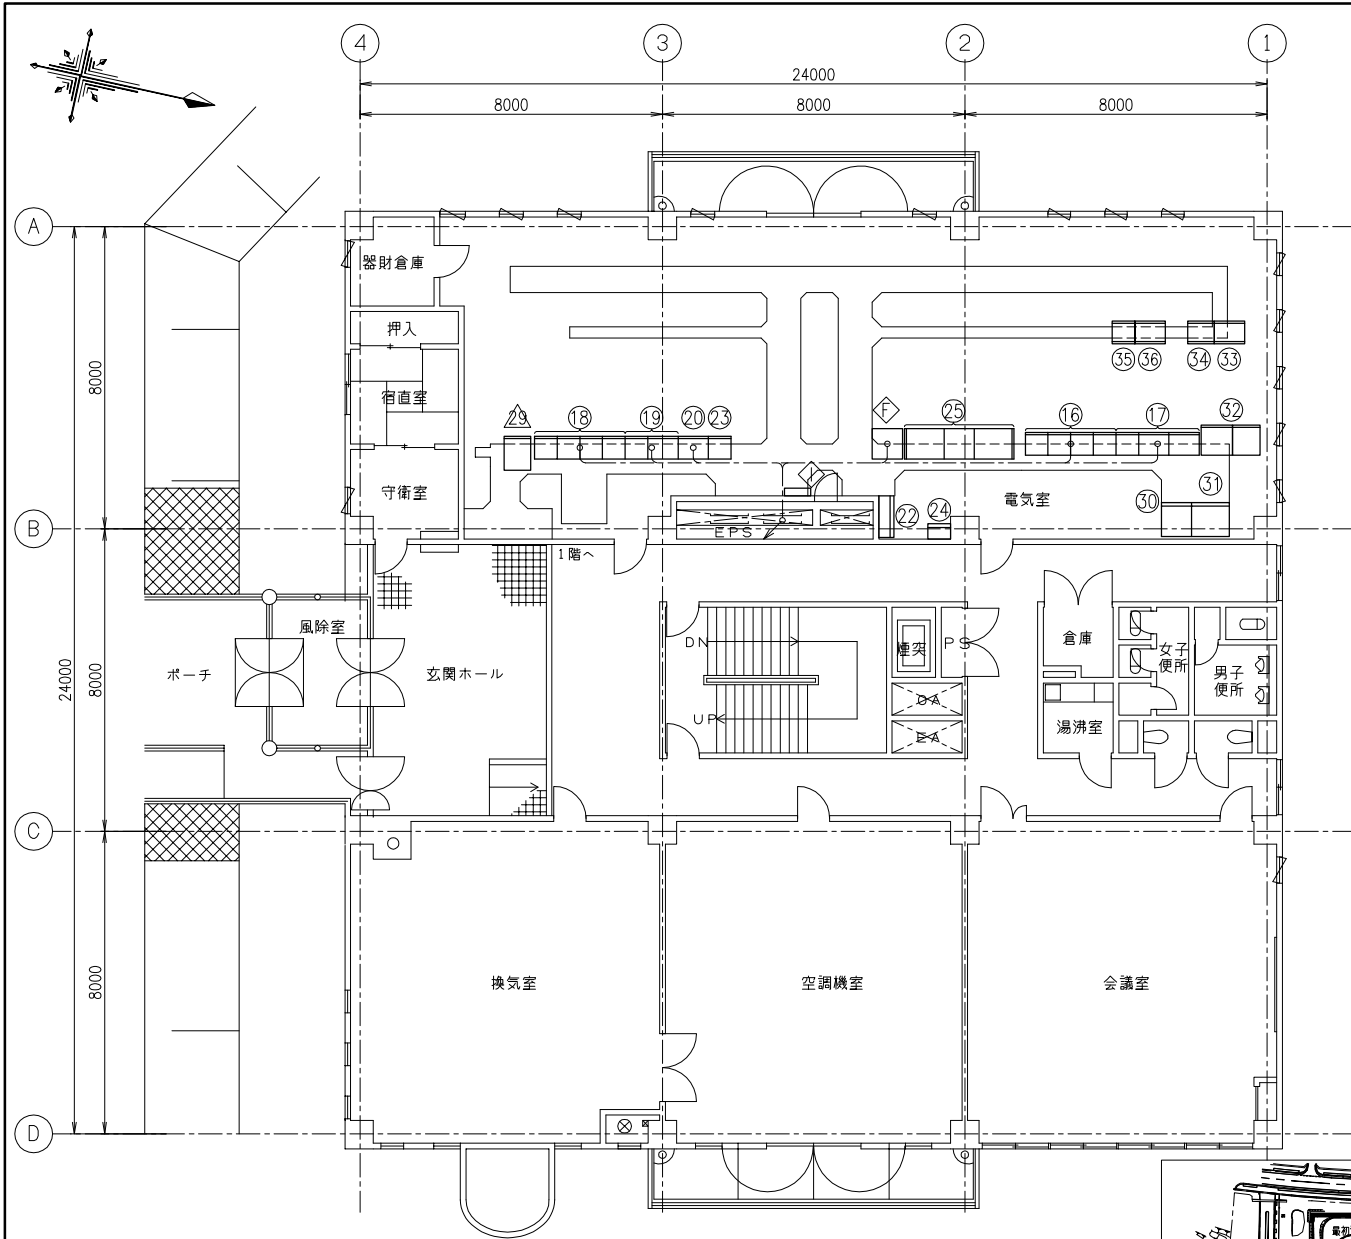 4
3
2
1
24000
8000
8000
8000
A
器財倉庫
押入
8000
35
36
34
33
宿直室
29
18
19
20
23
F
25
16
17
32
守衛室
電気室
30
31
22
24
B
EPS
1階へ
風除室
DN
煙突
PS
倉庫
女子
便所
男子
便所
24000
8000
ポーチ
玄関ホール
OA
UP
湯沸室
EA
C
8000
換気室
空調機室
会議室
D